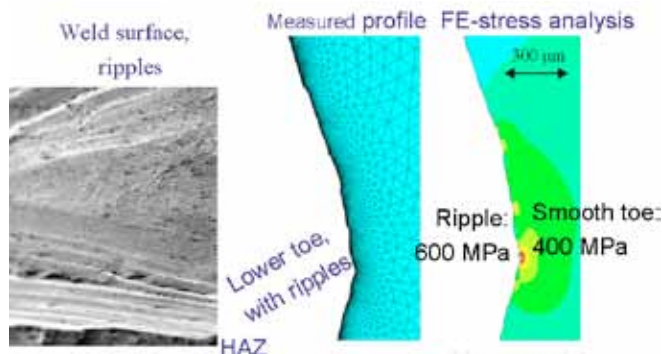 Weld surface,
ripples
Measured profile
FE-stress analysis
300 µm
Ripple:
600 MPa
Smooth toe:
400 MPa
Lower toe,
with ripples
HAZ